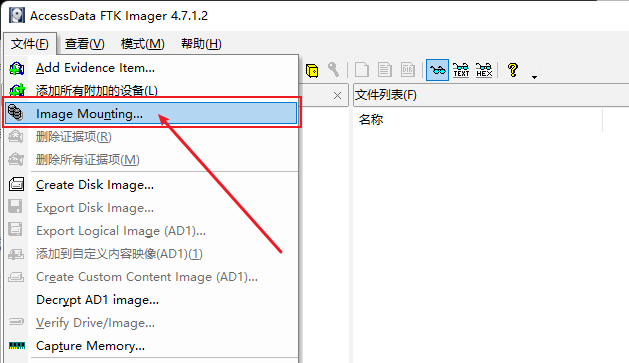 AccessData FTK Imager 4.7.1.2
文件(F) 查看(V) 模式(M) 帮助(H)
Add Evidence Item...
添加所有附加的设备(L)
Image Mounting...
删除证据项(R)
删除所有证据项(M)
Create Disk Image...
Export Disk Image...
Export Logical Image (AD1)...
添加到自定义内容映像(AD1)(1)
Create Custom Content Image (AD1)...
Decrypt AD1 image...
Verify Drive/Image...
Capture Memory...
TEXT HEX
文件列表(F)
名称